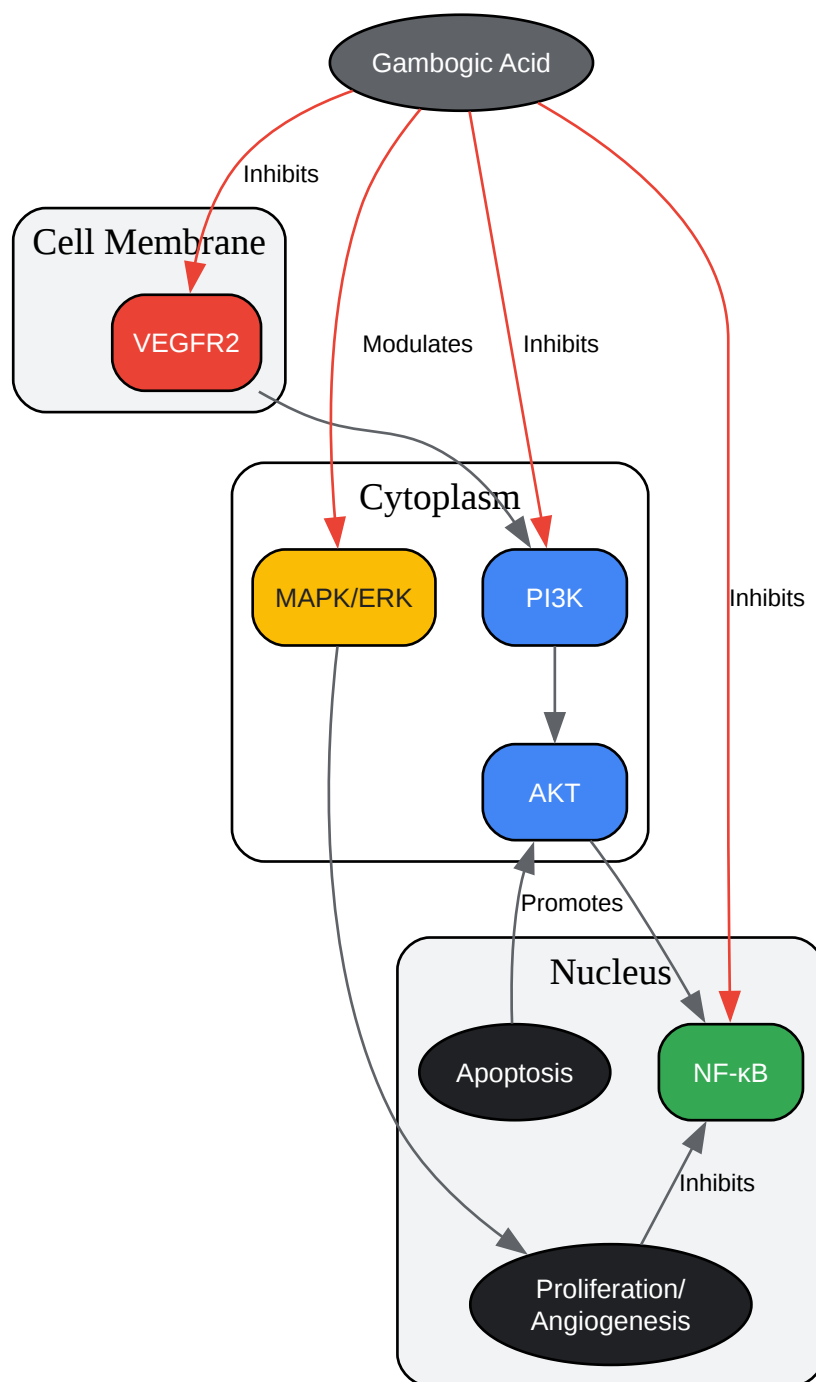 Gambogic Acid
Inhibits
Cell Membrane
VEGFR2
Modulates
Inhibits
Cytoplasm
MAPK/ERK
PI3K
Inhibits
AKT
Promotes
Nucleus
Apoptosis
NF-κB
Inhibits
Proliferation/
Angiogenesis